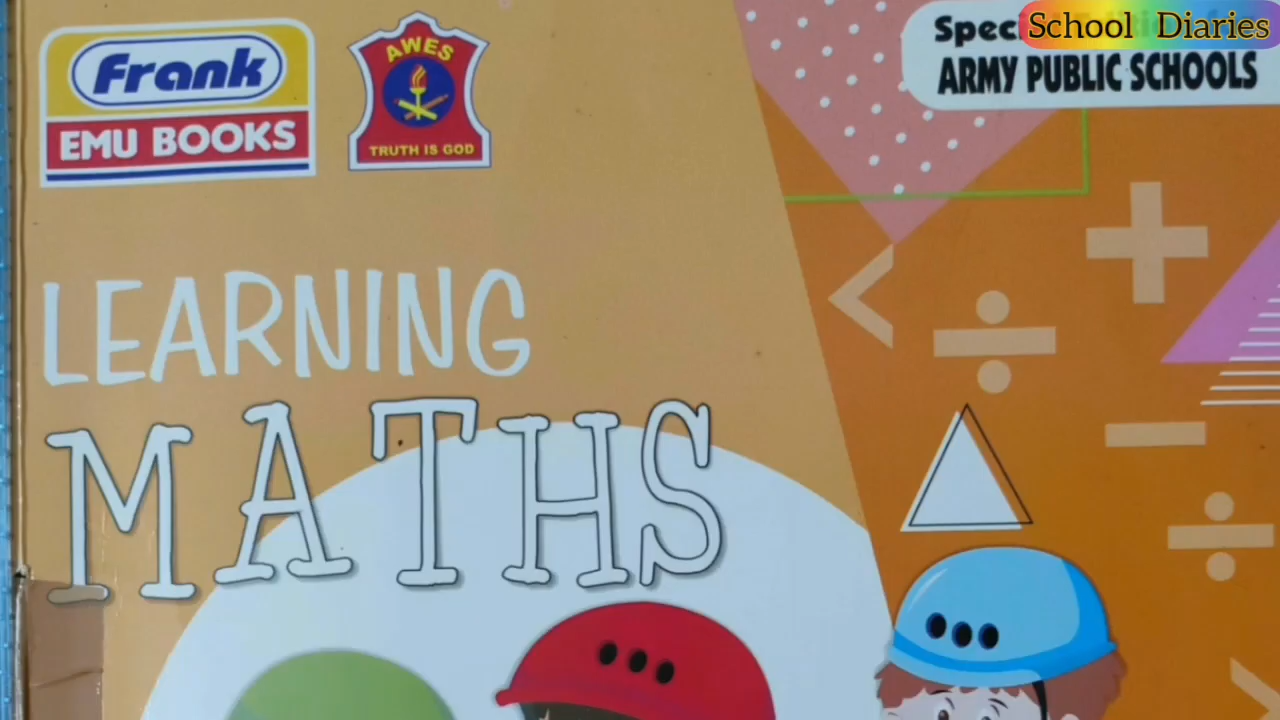 Frank
EMU BOOKS
AWES
TRUTH IS GOD
School Diaries
ARMY PUBLIC SCHOOLS
LEARNING
MATHS